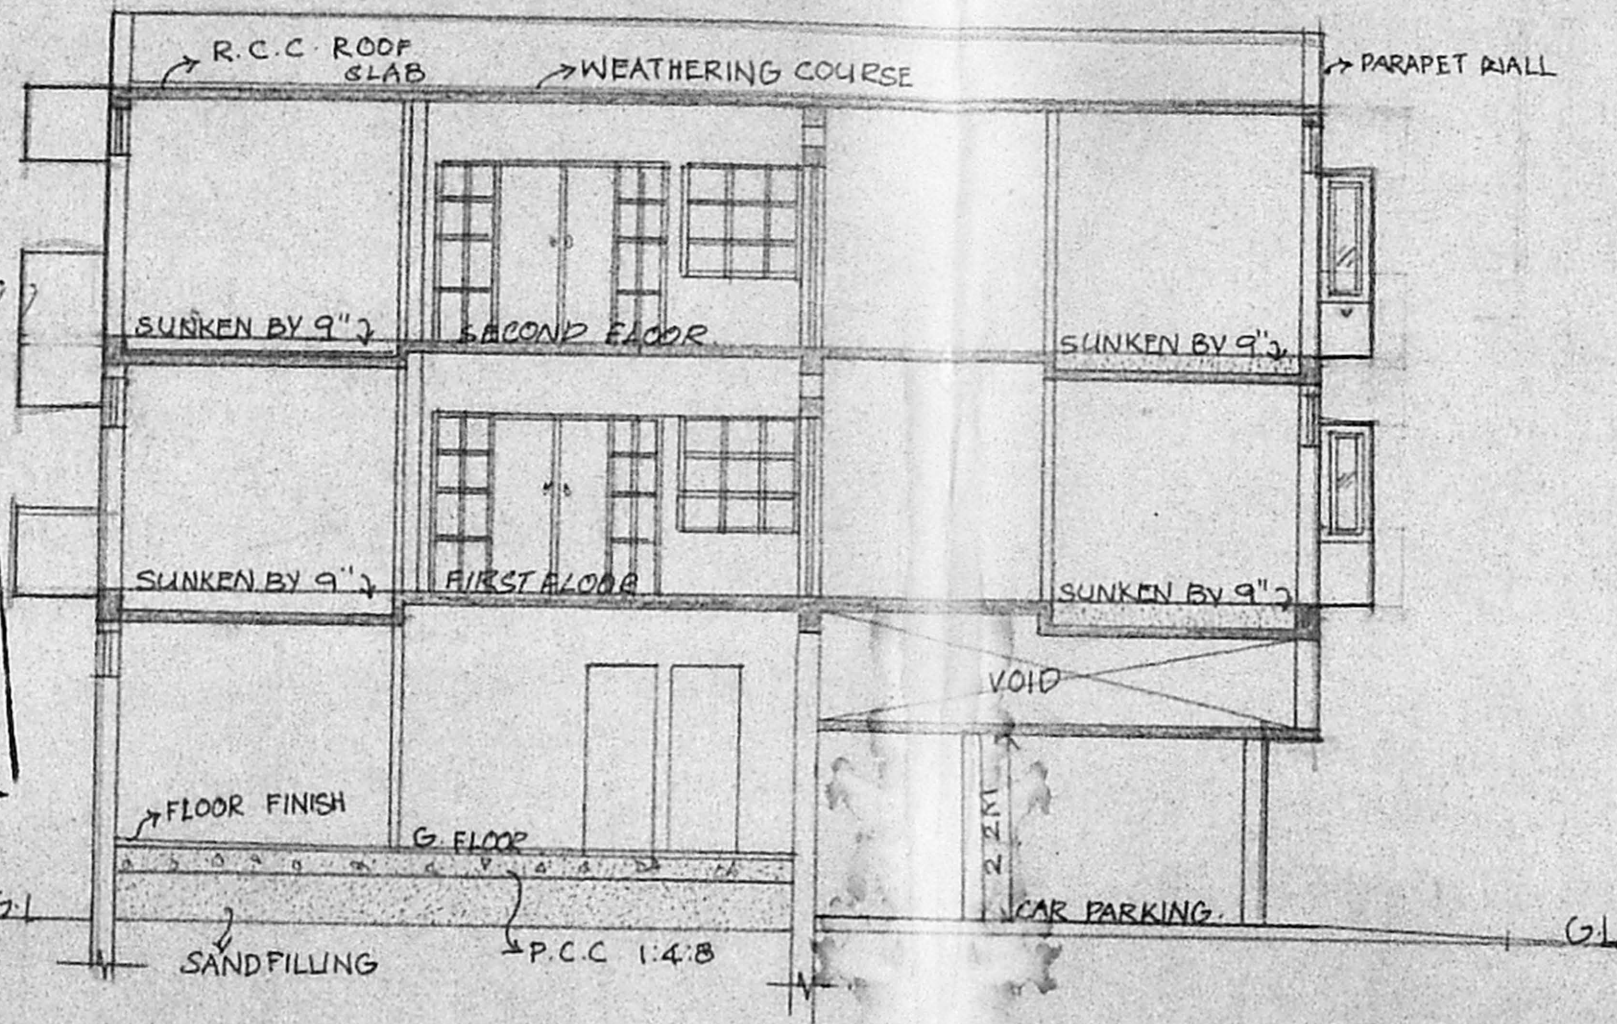 R.C.C. ROOF
SLAB
WEATHERING COURSE
PARAPET WALL
SUNKEN BY 9"
SECOND FLOOR
SUNKEN BY 9"
SUNKEN BY 9"
FIRST FLOOR
SUNKEN BY 9"
VOID
FLOOR FINISH
G. FLOOR
2 2M
CAR PARKING.
G.L
G.L
SANDFILLING
P.C.C 1:4:8